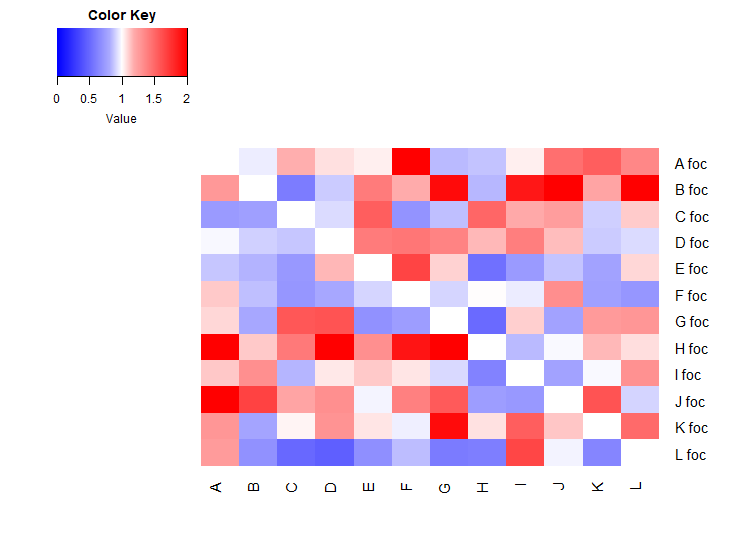 Color Key
0 0.5 1 1.5 2
Value
A foc
B foc
C foc
D foc
E foc
F foc
G foc
H foc
I foc
J foc
K foc
L foc
A B C D E F G H I J K L